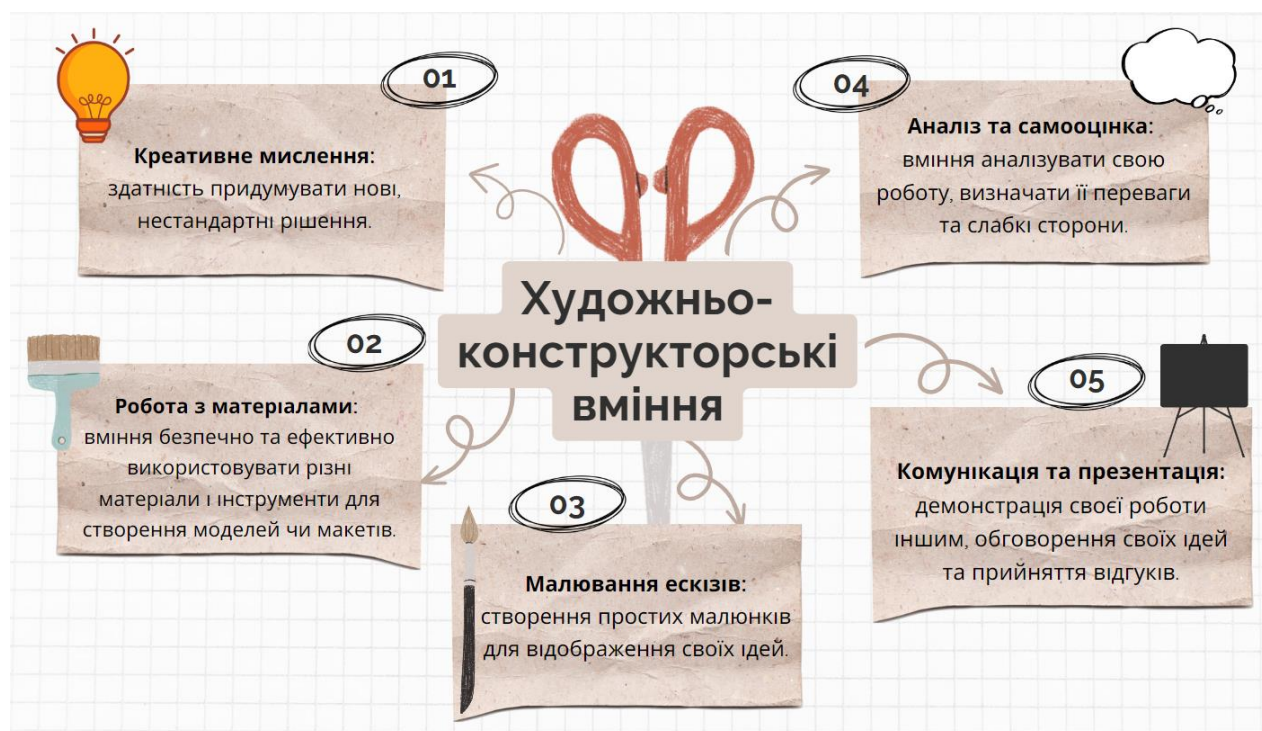 Художньо-
конструкторські
вміння
01
Креативне мислення:
здатність придумувати нові,
нестандартні рішення.
02
Робота з матеріалами:
вміння безпечно та ефективно
використовувати різні
матеріали і інструменти для
створення моделей чи макетів.
03
Малювання ескізів:
створення простих малюнків
для відображення своїх ідей.
04
Аналіз та самооцінка:
вміння аналізувати свою
роботу, визначати її переваги
та слабкі сторони.
05
Комунікація та презентація:
демонстрація своєї роботи
іншим, обговорення своїх ідей
та прийняття відгуків.